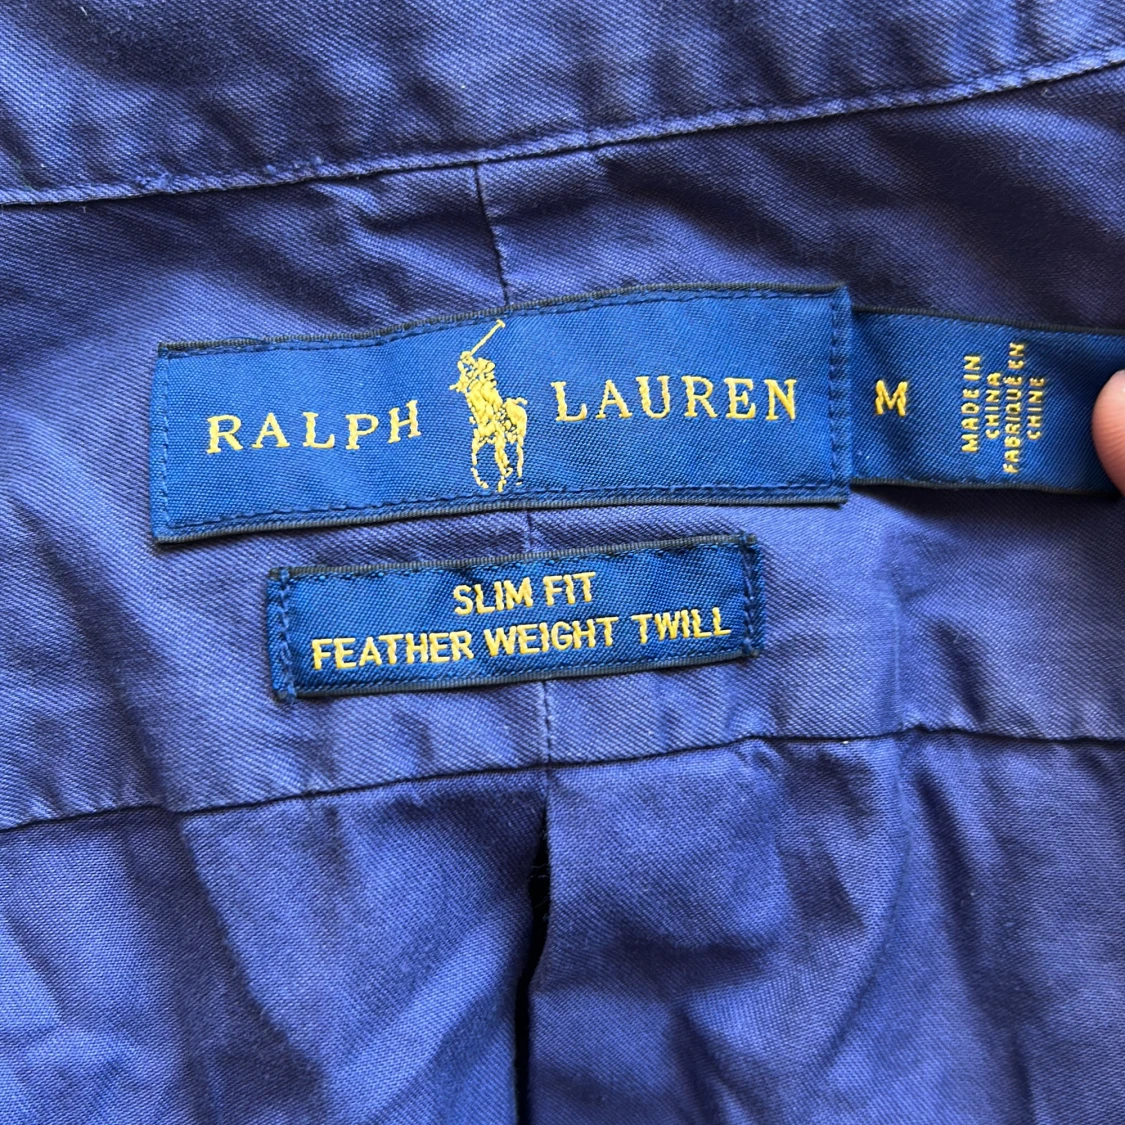 RALPH LAUREN
M
MADE IN
CHINA
FABRIQUÉ EN
CHINE
SLIM FIT
FEATHER WEIGHT TWILL